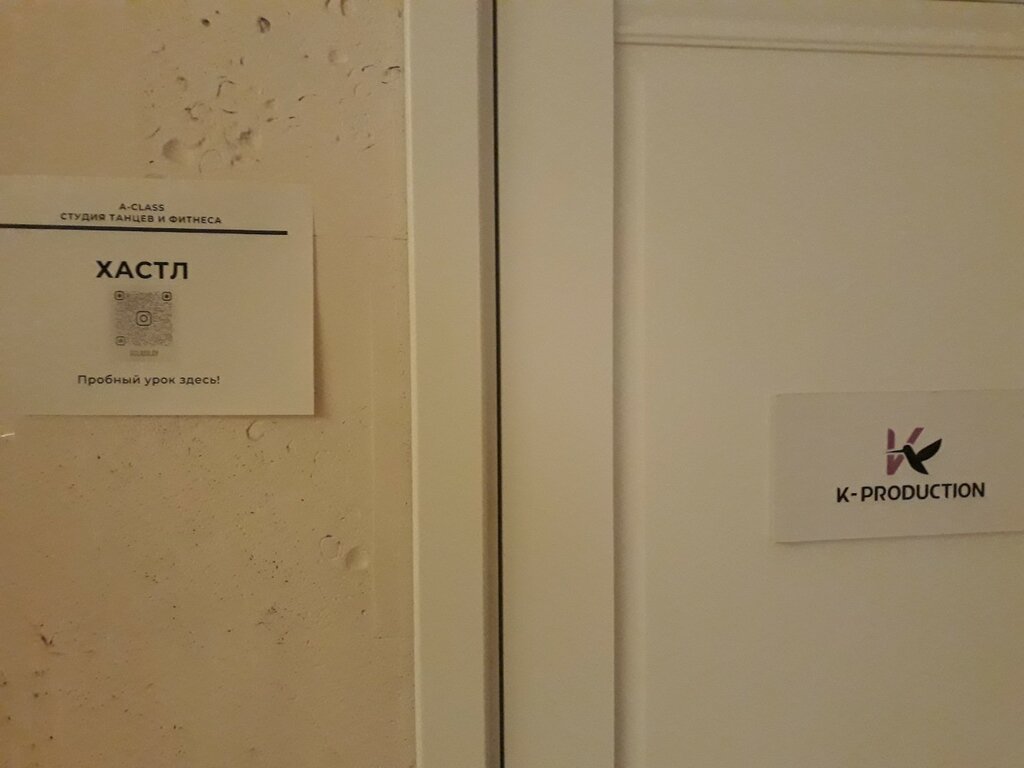 A-CLASS
СТУДИЯ ТАНЦЕВ И ФИТНЕСА
ХАСТЛ
Пробный урок здесь!
K-PRODUCTION